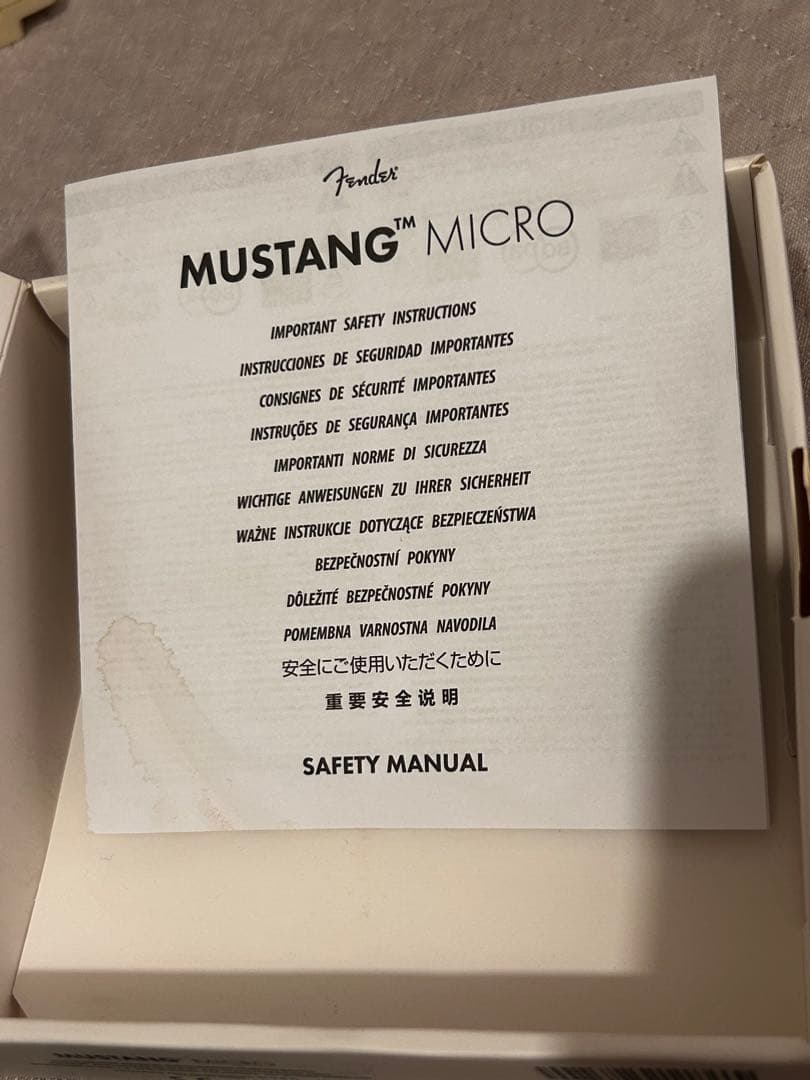 Fender
MUSTANG™ MICRO
IMPORTANT SAFETY INSTRUCTIONS
INSTRUCCIONES DE SEGURIDAD IMPORTANTES
CONSIGNES DE SÉCURITÉ IMPORTANTES
INSTRUÇÕES DE SEGURANÇA IMPORTANTES
IMPORTANTI NORME DI SICUREZZA
WICHTIGE ANWEISUNGEN ZU IHRER SICHERHEIT
WAŻNE INSTRUKCJE DOTYCZĄCE BEZPIECZEŃSTWA
BEZPEČNOSTNÍ POKYNY
DÔLEŽITÉ BEZPEČNOSTNÉ POKYNY
POMEMBNA VARNOSTNA NAVODILA
安全にご使用いただくために
重要安全说明
SAFETY MANUAL
MUSTANG MICRO